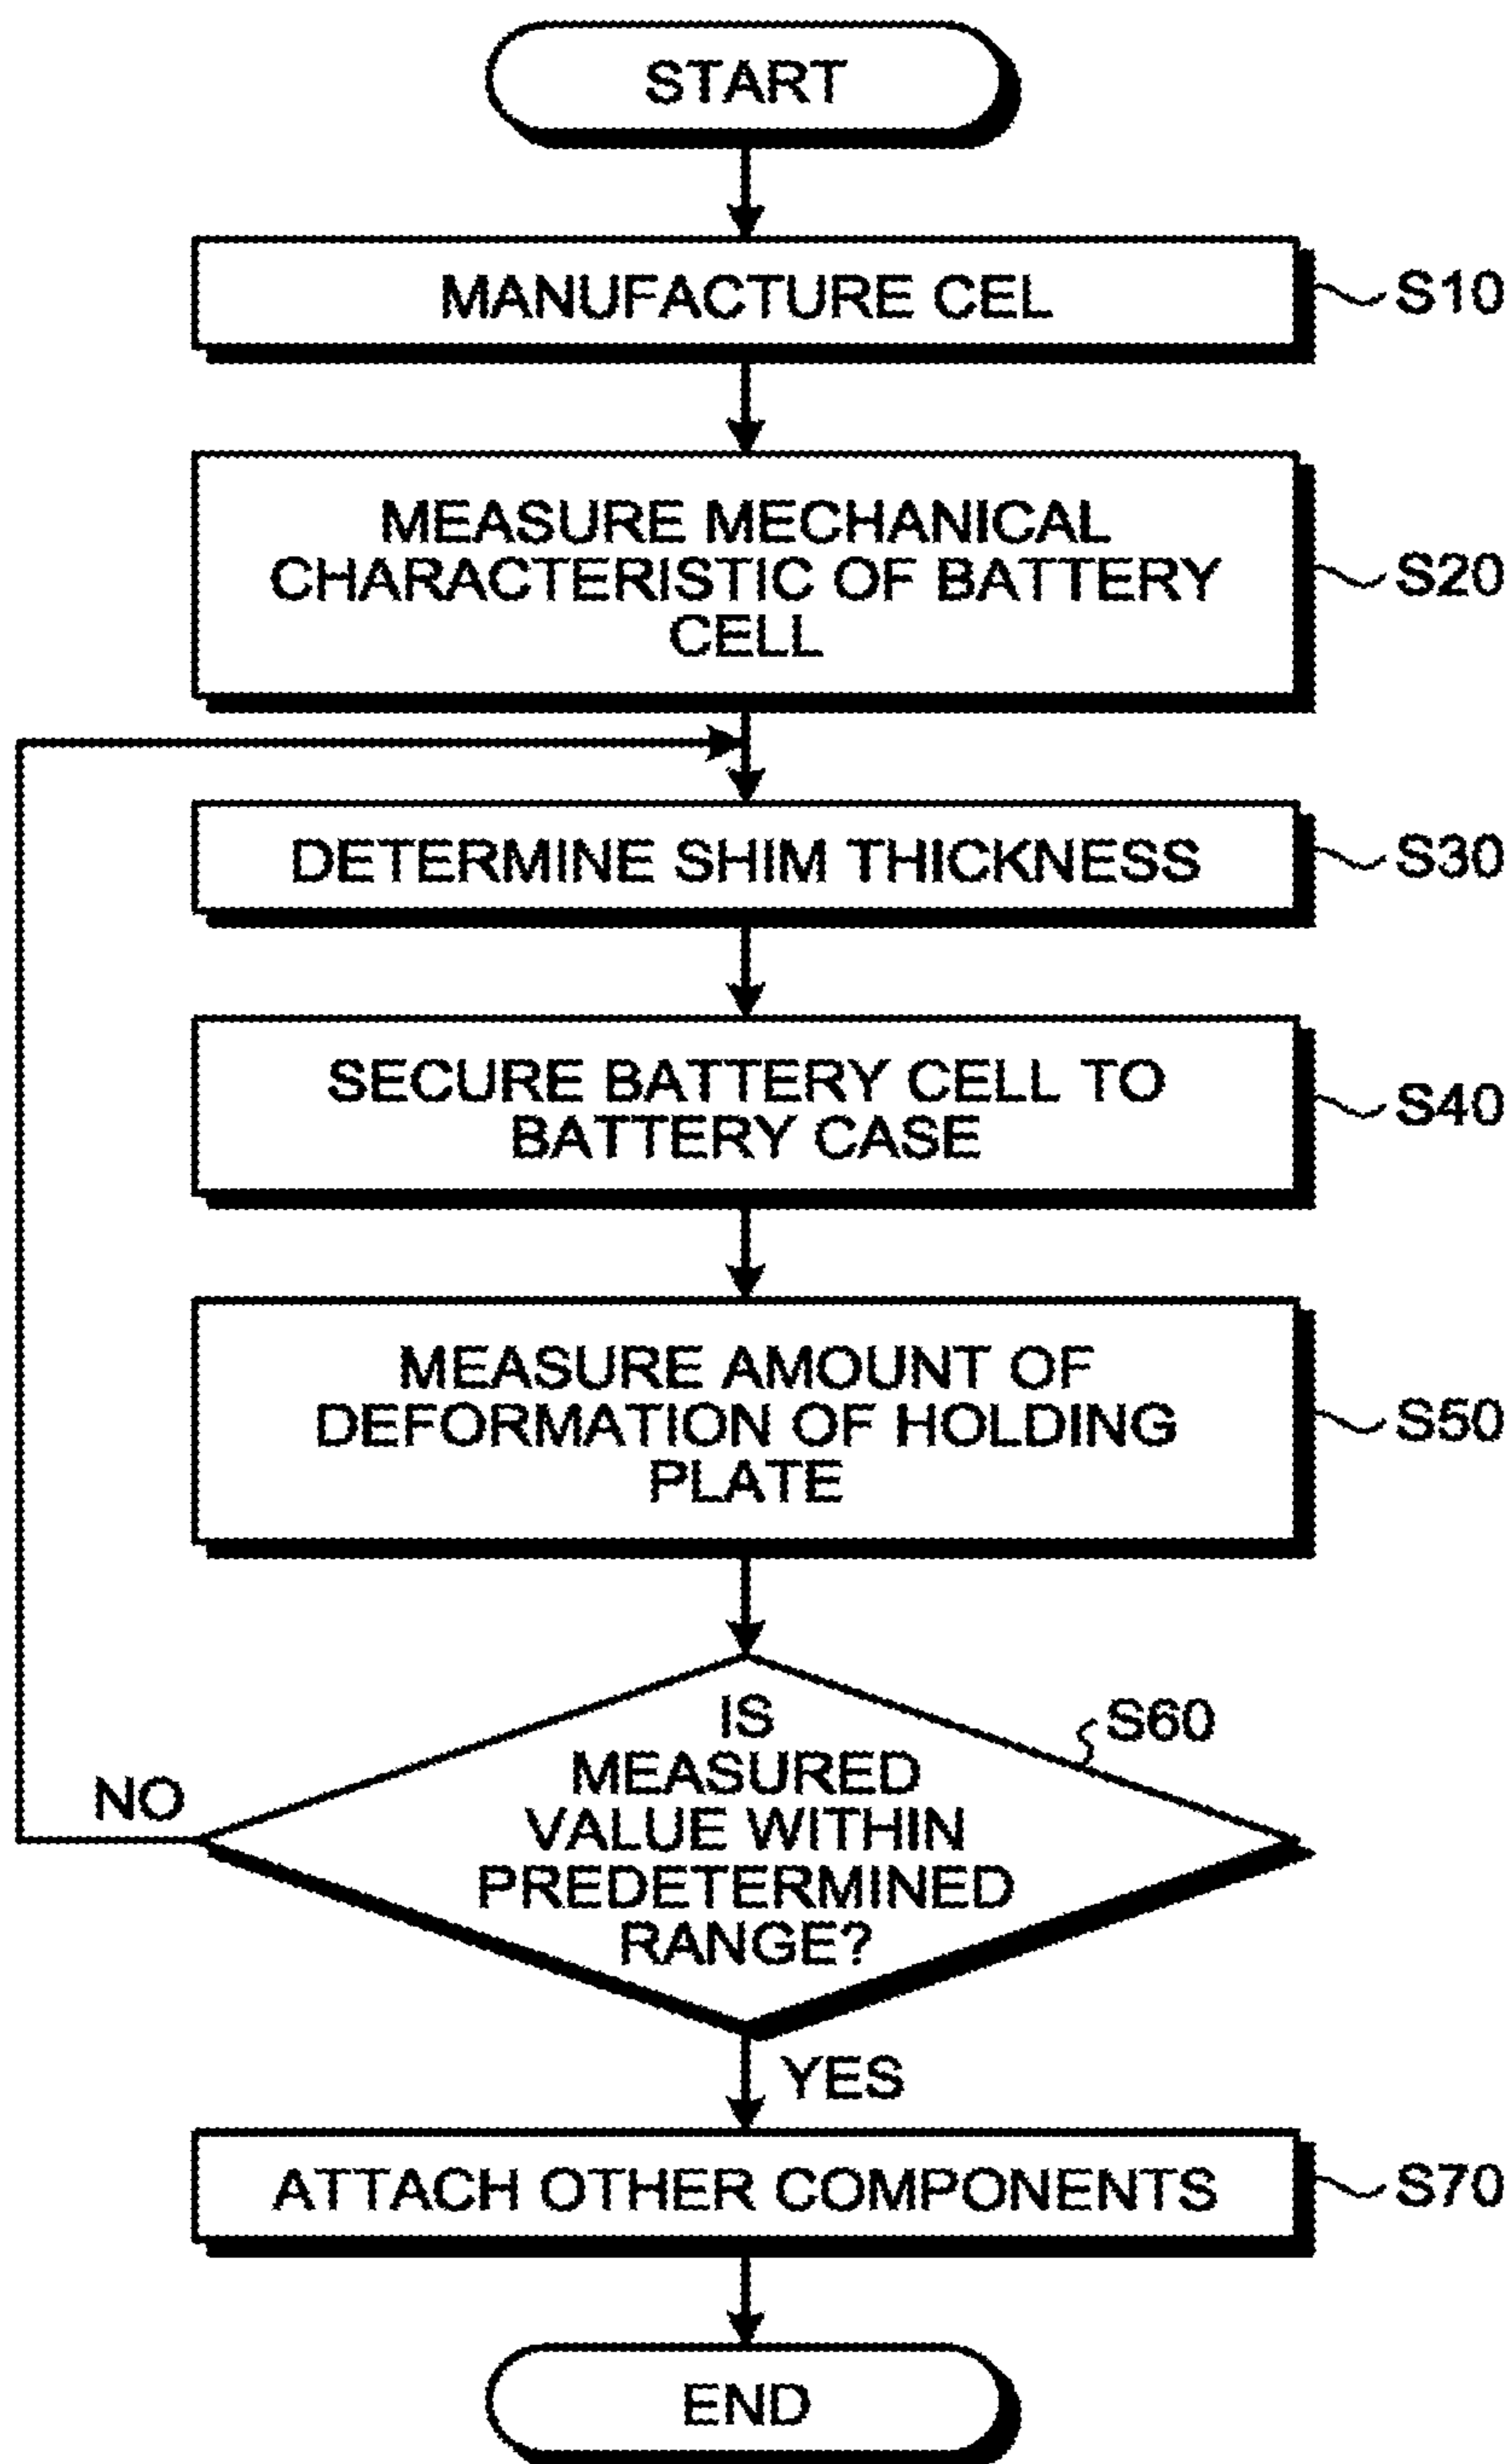 START
MANUFACTURE CEL
S10
MEASURE MECHANICAL
CHARACTERISTIC OF BATTERY
CELL
S20
DETERMINE SHIM THICKNESS
S30
SECURE BATTERY CELL TO
BATTERY CASE
S40
MEASURE AMOUNT OF
DEFORMATION OF HOLDING
PLATE
S50
IS
MEASURED
VALUE WITHIN
PREDETERMINED
RANGE?
S60
NO
YES
ATTACH OTHER COMPONENTS
S70
END